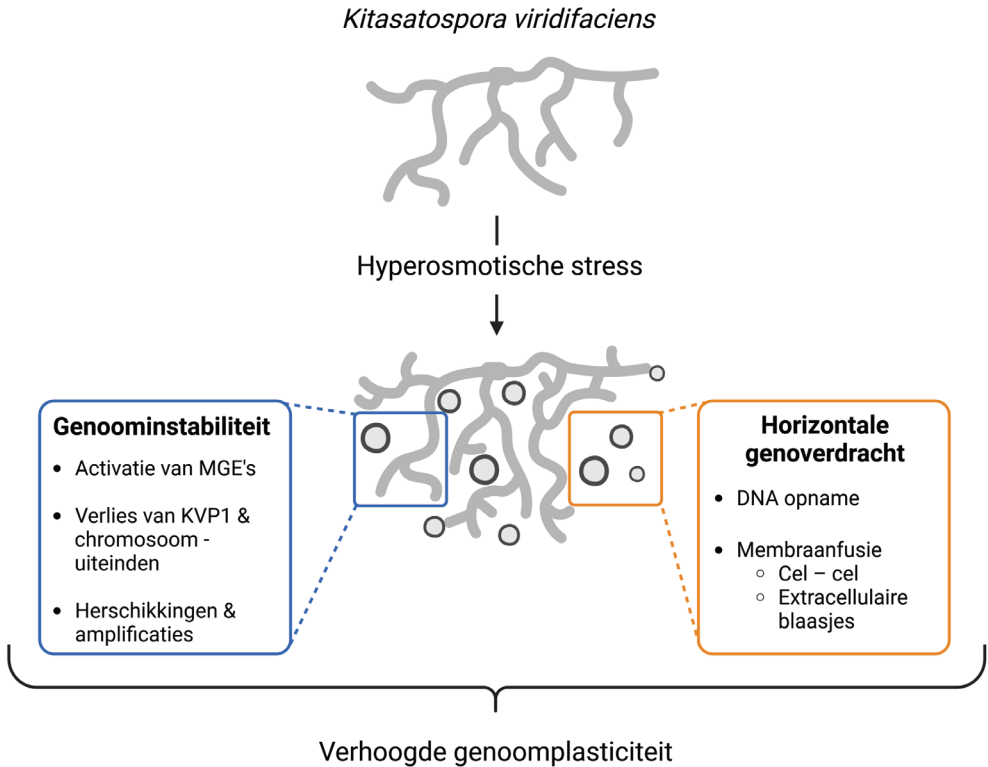 Kitasatospora viridifaciens
Hyperosmotische stress
Genoominstabiliteit
• Activatie van MGE's
• Verlies van KVP1 &
chromosoom -
uiteinden
• Herschikkingen &
amplificaties
Horizontale
genoverdracht
• DNA opname
• Membraanfusie
○ Cel – cel
○ Extracellulaire
blaasjes
Verhoogde genoomplasticiteit